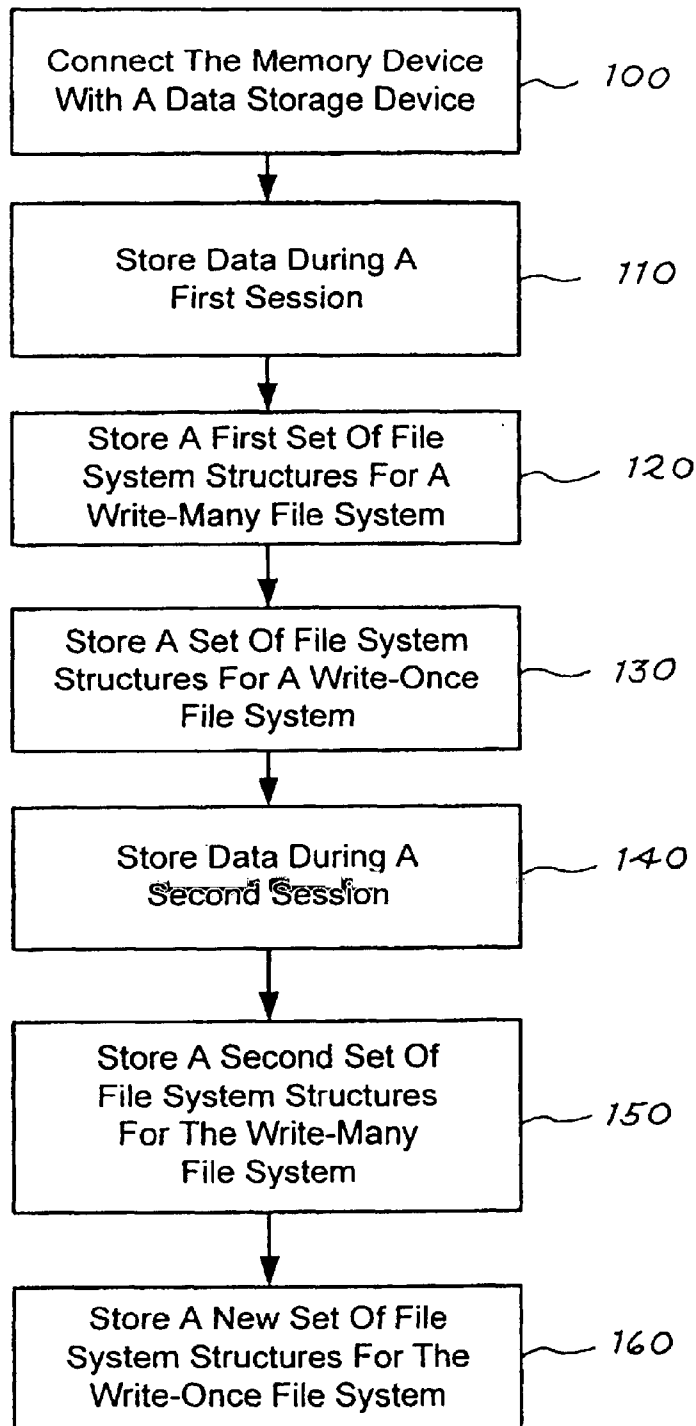 Connect The Memory Device
With A Data Storage Device
100
Store Data During A
First Session
110
Store A First Set Of File
System Structures For A
Write-Many File System
120
Store A Set Of File System
Structures For A Write-Once
File System
130
Store Data During A
Second Session
140
Store A Second Set Of
File System Structures
For The Write-Many
File System
150
Store A New Set Of File
System Structures For The
Write-Once File System
160